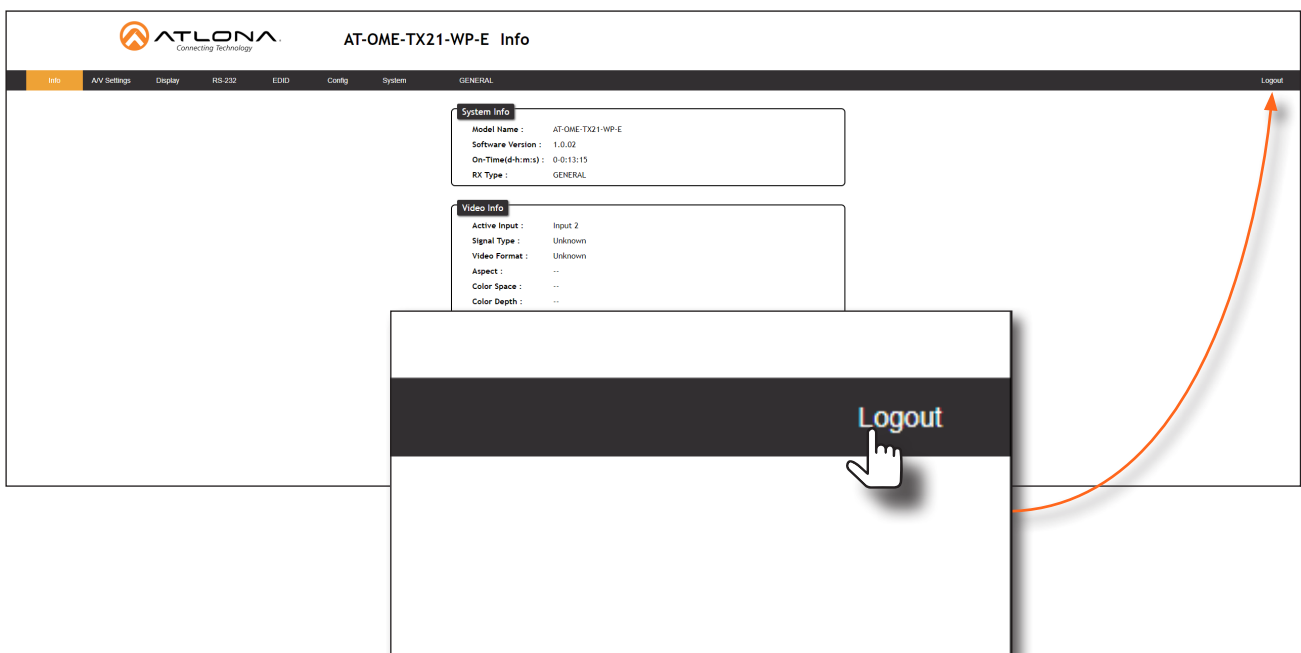 ATLONA.
Connecting Technology
AT-OME-TX21-WP-E Info
Info A/V Settings Display RS-232 EDID Config System GENERAL Logout
System Info
Model Name : AT-OME-TX21-WP-E
Software Version : 1.0.02
On-Time(d-h:m:s) : 0-0:13:15
RX Type : GENERAL
Video Info
Active Input : Input 2
Signal Type : Unknown
Video Format : Unknown
Aspect : --
Color Space : --
Color Depth : --
Logout